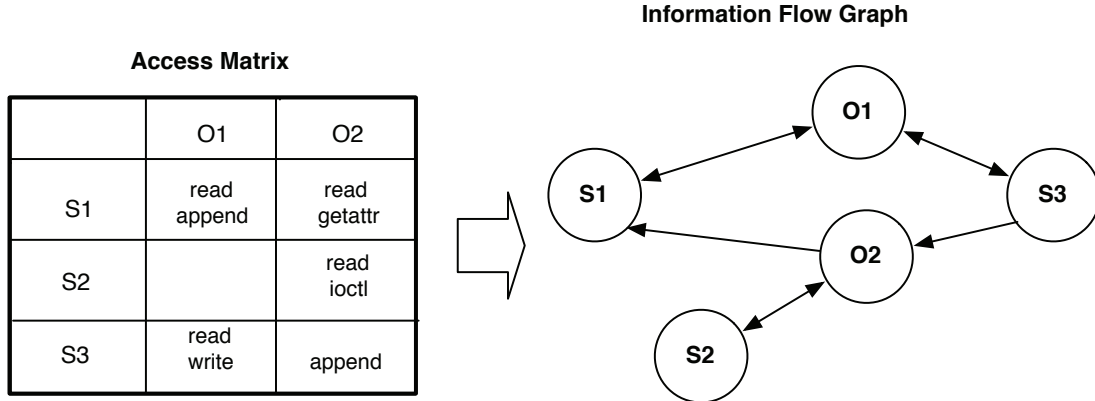 Information Flow Graph
Access Matrix
O1 O2
S1
read
append
read
getattr
S2
read
ioctl
S3
read
write
append
O1
S1
S3
O2
S2